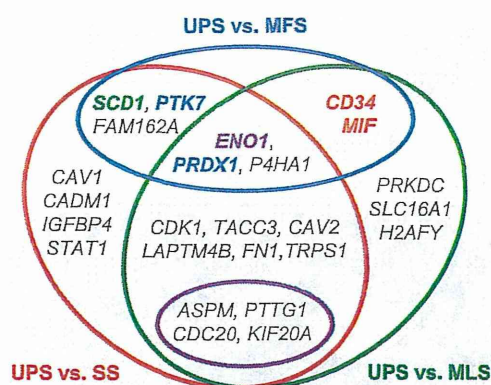 UPS vs. MFS
SCD1, PTK7
FAM162A
CD34
MIF
ENO1,
PRDX1, P4HA1
CAV1
CADM1
IGFBP4
STAT1
PRKDC
SLC16A1
H2AFY
CDK1, TACC3, CAV2
LAPTM4B, FN1,TRPS1
ASPM, PTTG1
CDC20, KIF20A
UPS vs. SS
UPS vs. MLS